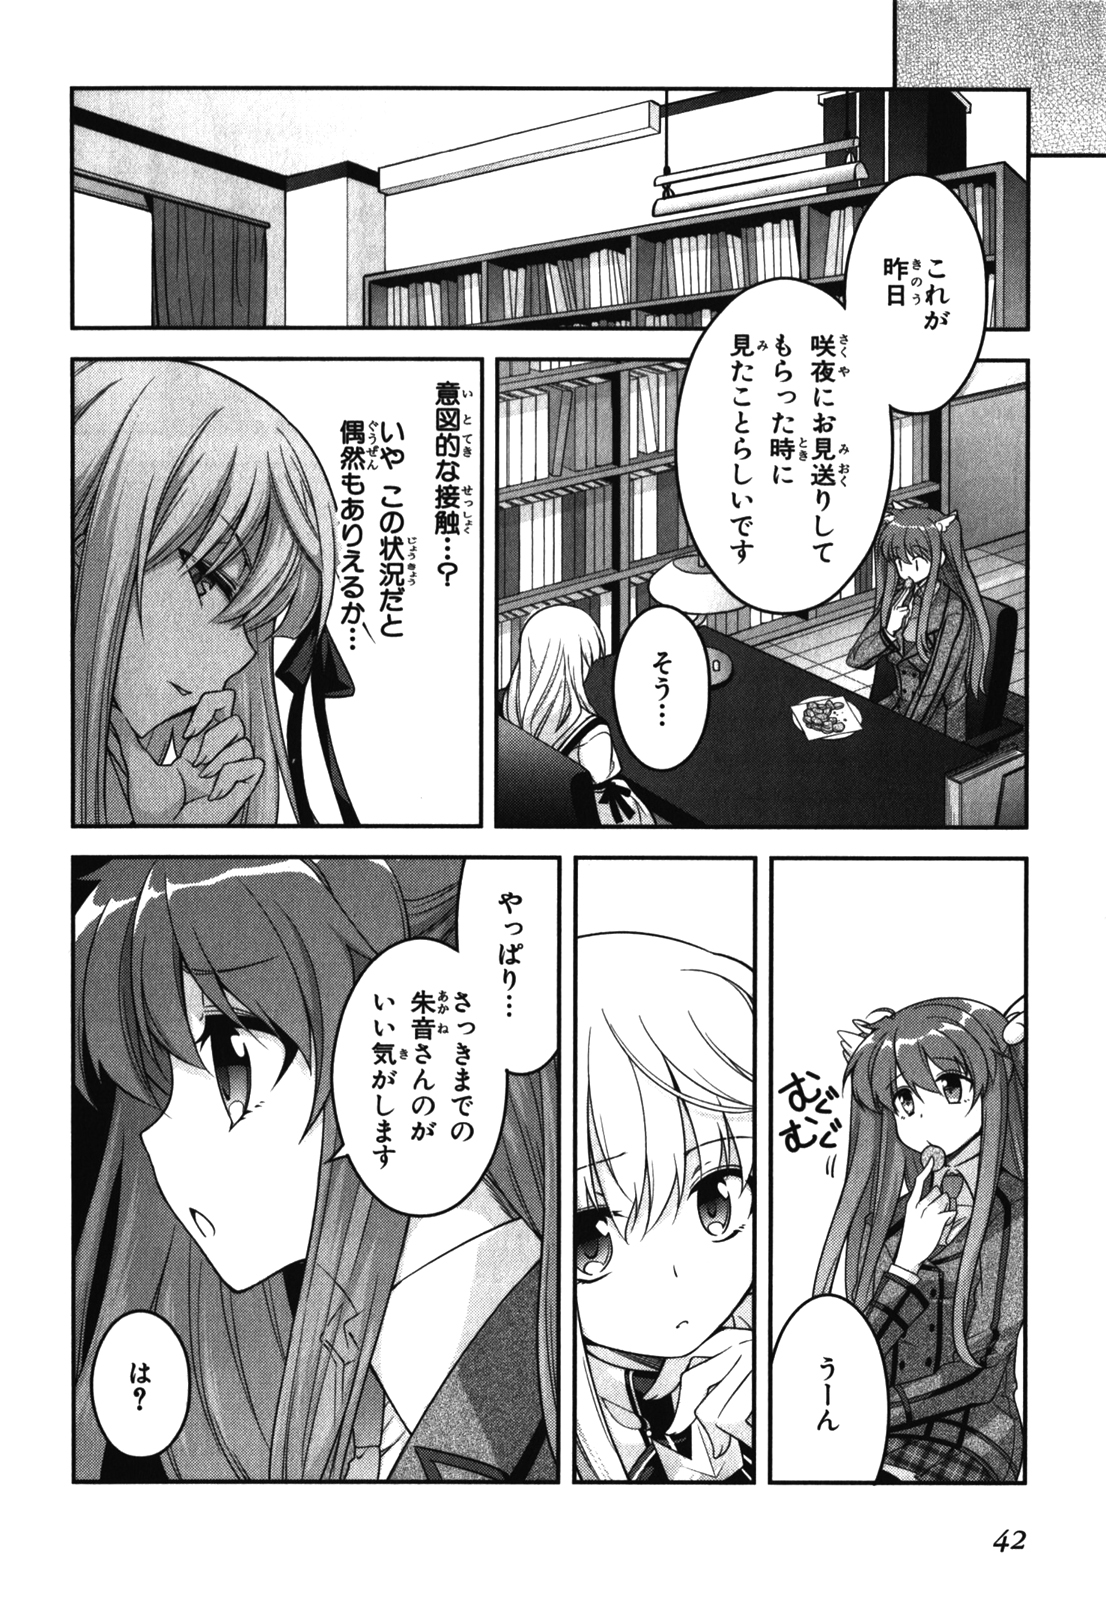 これが
昨日
咲夜にお見送りして
もらった時に
見たことらしいです
そう…
意図的な接触…?
いや この状況だと
偶然もありえるか…
むぐむぐ
うーん
やっぱり…
さっきまでの
朱音さんのが
いい気がします
は?
42